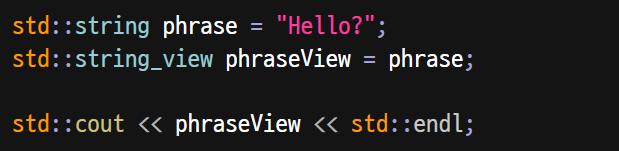 std::string phrase = "Hello?";
std::string_view phraseView = phrase;
std::cout << phraseView << std::endl;